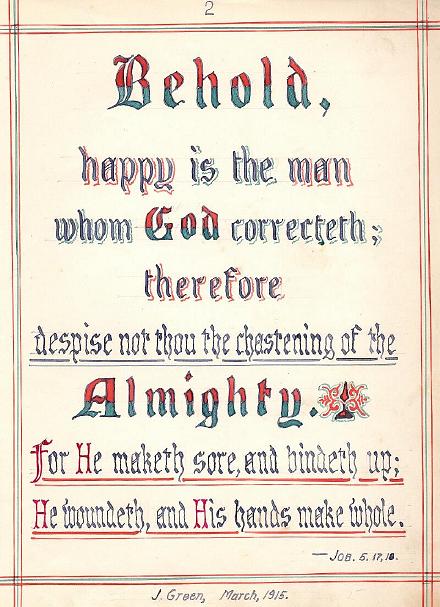 2
Behold,
happy is the man
whom God correcteth;
therefore
despise not thou the chastening of the
Almighty.
For He maketh sore, and bindeth up;
He woundeth, and His hands make whole.
— Job. 5. 17, 18.
J. Green, March, 1915.